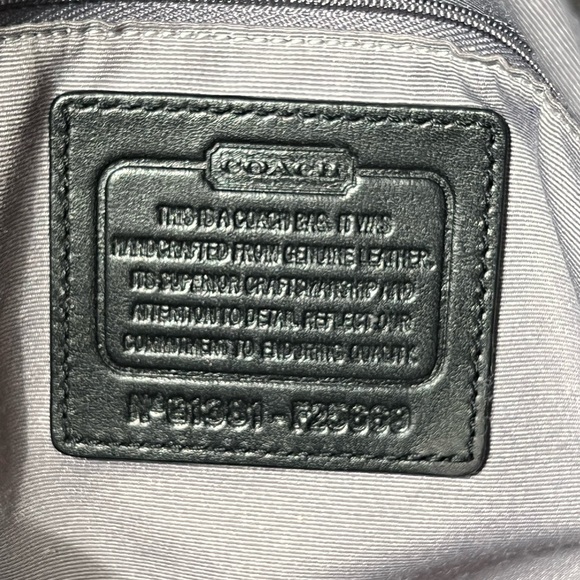 COACH
THIS IS A COACH BAG. IT WAS
HANDCRAFTED FROM GENUINE LEATHER.
ITS SUPERIOR CRAFTSMANSHIP AND
ATTENTION TO DETAIL REFLECT OUR
COMMITMENT TO ENDURING QUALITY.